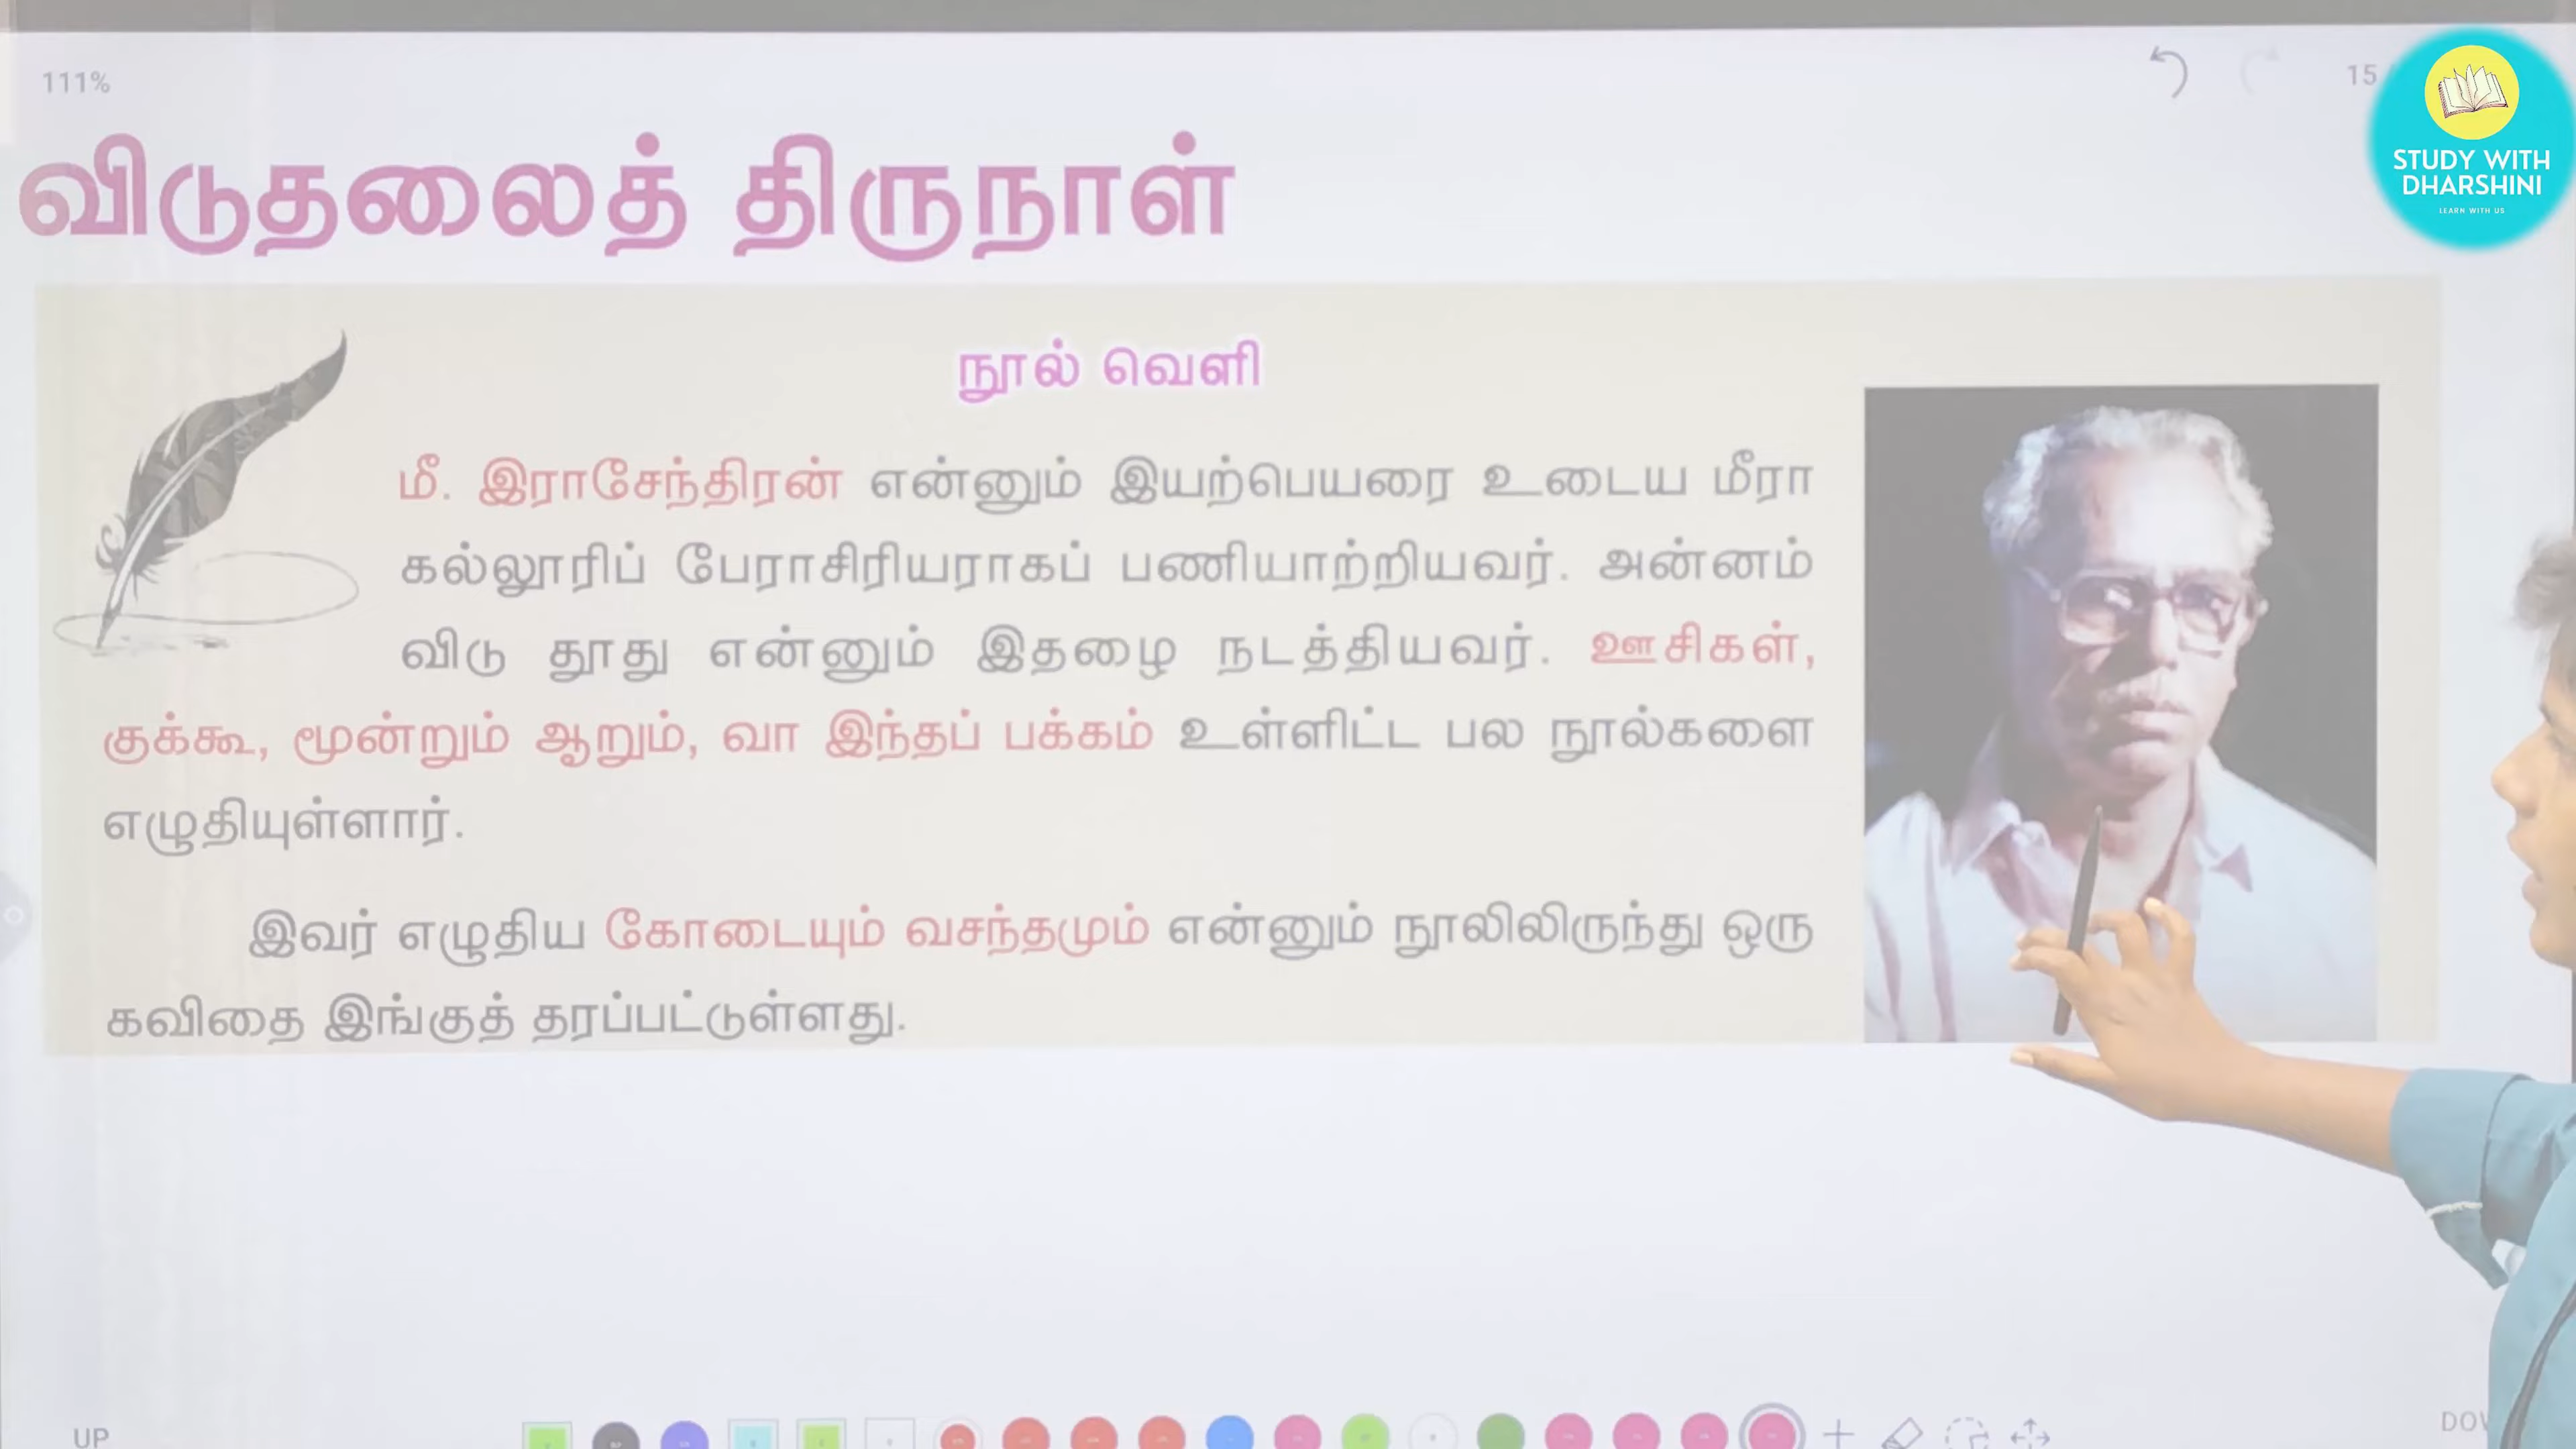 111%
15
STUDY WITH
DHARSHINI
LEARN WITH US
விடுதலைத் திருநாள்
நூல் வெளி
மீ. இராசேந்திரன் என்னும் இயற்பெயரை உடைய மீரா
கல்லூரிப் பேராசிரியராகப் பணியாற்றியவர். அன்னம்
விடு தூது என்னும் இதழை நடத்தியவர். ஊசிகள்,
குக்கூ, மூன்றும் ஆறும், வா இந்தப் பக்கம் உள்ளிட்ட பல நூல்களை
எழுதியுள்ளார்.
இவர் எழுதிய கோடையும் வசந்தமும் என்னும் நூலிலிருந்து ஒரு
கவிதை இங்குத் தரப்பட்டுள்ளது.
UP